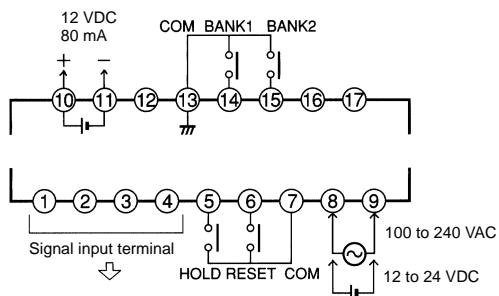 12 VDC
80 mA
COM BANK1 BANK2
+ −
10 11 12 13 14 15 16 17
1 2 3 4 5 6 7 8 9
100 to 240 VAC
Signal input terminal
HOLD RESET COM
12 to 24 VDC